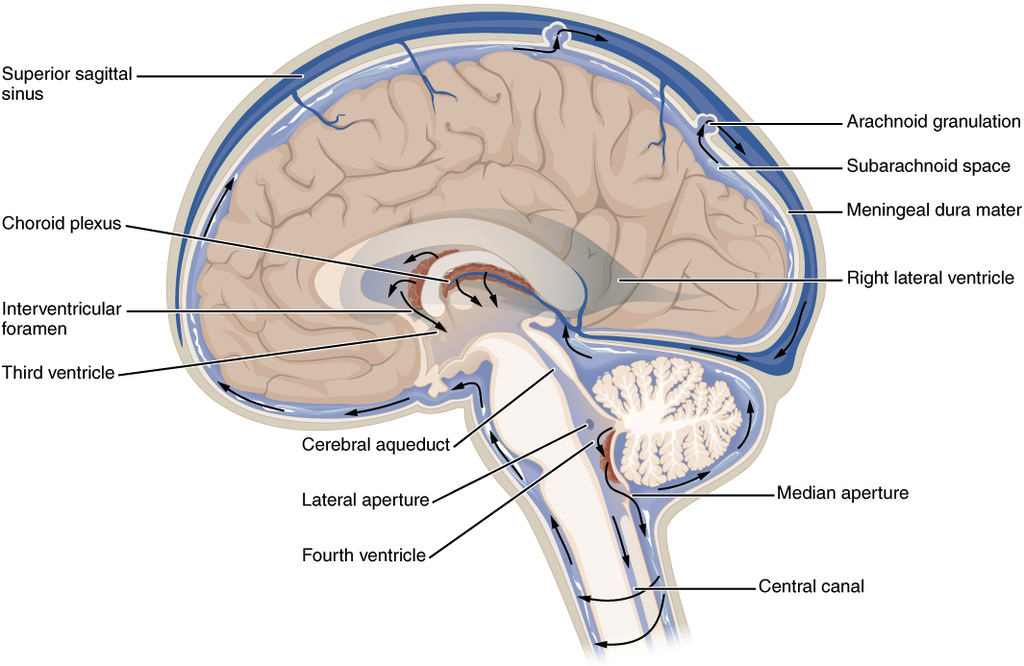 Superior sagittal
sinus
Choroid plexus
Interventricular
foramen
Third ventricle
Arachnoid granulation
Subarachnoid space
Meningeal dura mater
Right lateral ventricle
Cerebral aqueduct
Lateral aperture
Fourth ventricle
Median aperture
Central canal